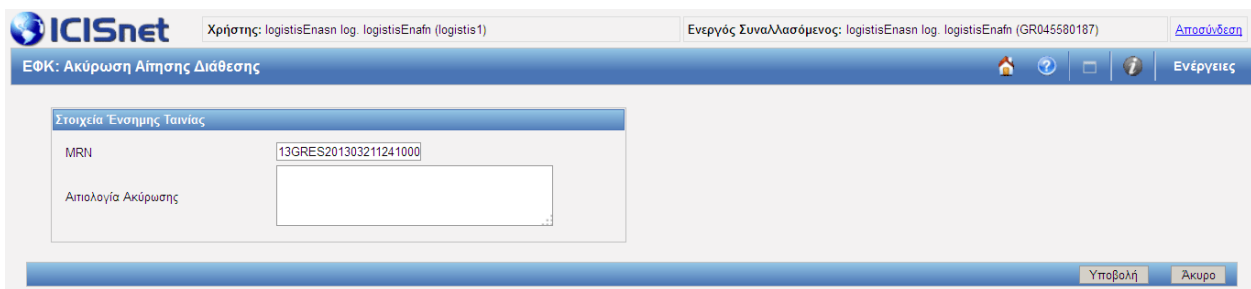 ICISnet Χρήστης: logistisEnasn log. logistisEnafn (logistis1) Ενεργός Συναλλασόμενος: logistisEnasn log. logistisEnafn (GR045580187) Αποσύνδεση
ΕΦΚ: Ακύρωση Αίτησης Διάθεσης Ενέργειες
Στοιχεία Ένσημης Ταινίας
MRN 13GRES201303211241000
Αιτιολογία Ακύρωσης
Υποβολή Άκυρο